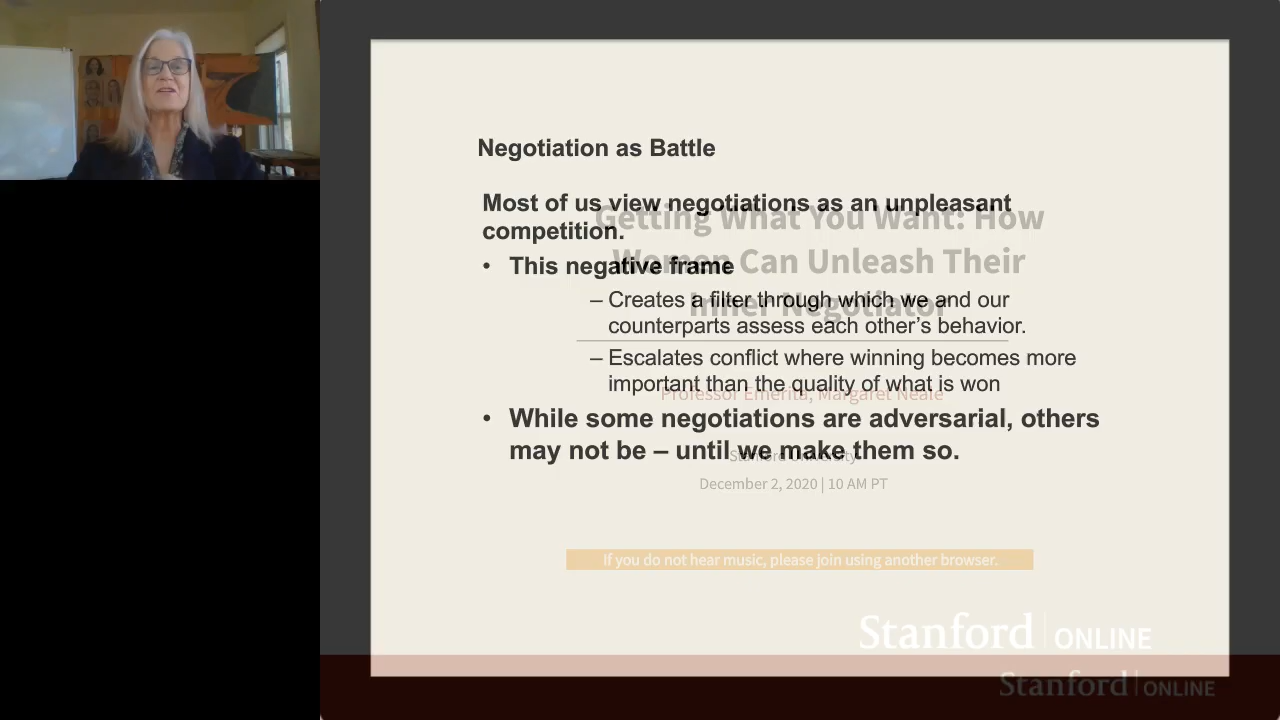 Negotiation as Battle
Most of us view negotiations as an unpleasant
competition.
• This negative frame
– Creates a filter through which we and our
counterparts assess each other's behavior.
– Escalates conflict where winning becomes more
important than the quality of what is won
• While some negotiations are adversarial, others
may not be – until we make them so.
Getting What You Want: How
Women Can Unleash Their
Inner Negotiator
Professor Emerita, Margaret Neale
Stanford University
December 2, 2020 | 10 AM PT
If you do not hear music, please join using another browser.
Stanford | ONLINE
Stanford | ONLINE